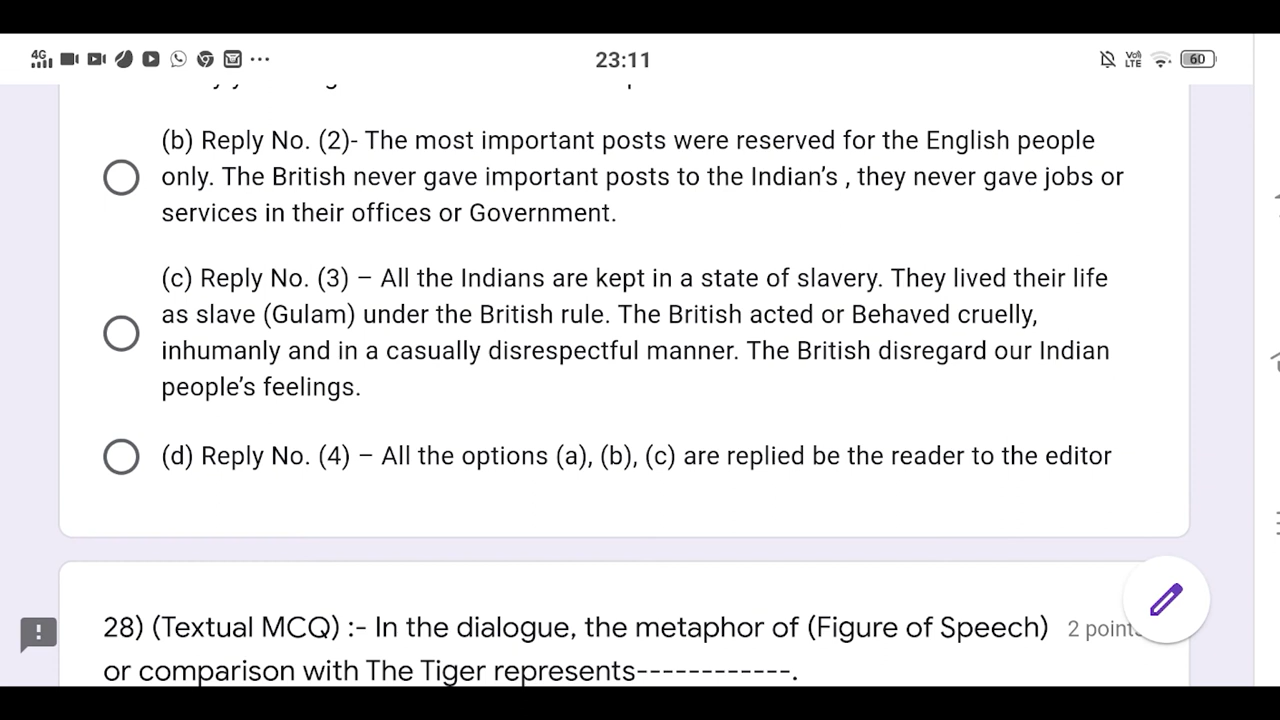 4G 23:11 VoI) LTE 60
(b) Reply No. (2)- The most important posts were reserved for the English people
only. The British never gave important posts to the Indian's , they never gave jobs or
services in their offices or Government.
(c) Reply No. (3) – All the Indians are kept in a state of slavery. They lived their life
as slave (Gulam) under the British rule. The British acted or Behaved cruelly,
inhumanly and in a casually disrespectful manner. The British disregard our Indian
people's feelings.
(d) Reply No. (4) – All the options (a), (b), (c) are replied be the reader to the editor
28) (Textual MCQ) :- In the dialogue, the metaphor of (Figure of Speech) 2 point
or comparison with The Tiger represents------------.